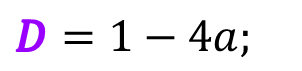 D = 1 − 4a;